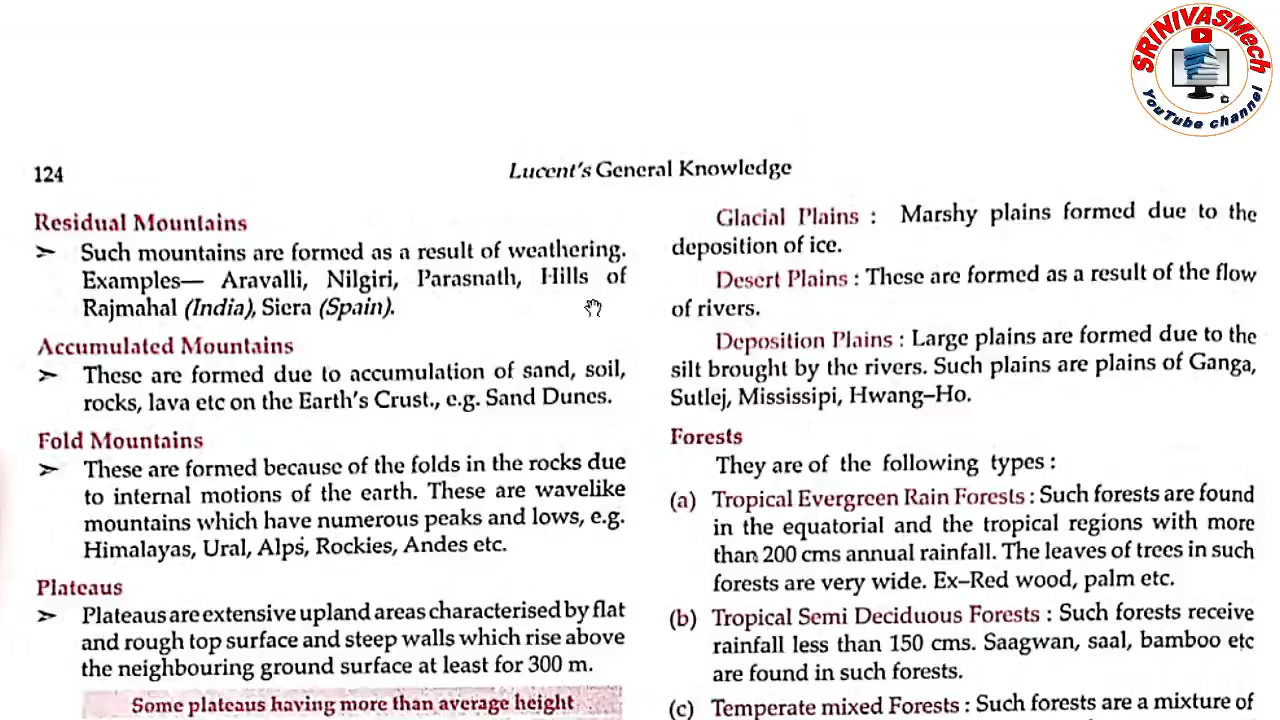 SRINIVASMech
YouTube channel
124
Lucent's General Knowledge
Residual Mountains
➢ Such mountains are formed as a result of weathering.
Examples— Aravalli, Nilgiri, Parasnath, Hills of
Rajmahal (India), Siera (Spain).
Accumulated Mountains
➢ These are formed due to accumulation of sand, soil,
rocks, lava etc on the Earth's Crust., e.g. Sand Dunes.
Fold Mountains
➢ These are formed because of the folds in the rocks due
to internal motions of the earth. These are wavelike
mountains which have numerous peaks and lows, e.g.
Himalayas, Ural, Alps, Rockies, Andes etc.
Plateaus
➢ Plateaus are extensive upland areas characterised by flat
and rough top surface and steep walls which rise above
the neighbouring ground surface at least for 300 m.
Some plateaus having more than average height
Glacial Plains : Marshy plains formed due to the
deposition of ice.
Desert Plains : These are formed as a result of the flow
of rivers.
Deposition Plains : Large plains are formed due to the
silt brought by the rivers. Such plains are plains of Ganga,
Sutlej, Mississipi, Hwang–Ho.
Forests
They are of the following types :
(a) Tropical Evergreen Rain Forests : Such forests are found
in the equatorial and the tropical regions with more
than 200 cms annual rainfall. The leaves of trees in such
forests are very wide. Ex–Red wood, palm etc.
(b) Tropical Semi Deciduous Forests : Such forests receive
rainfall less than 150 cms. Saagwan, saal, bamboo etc
are found in such forests.
(c) Temperate mixed Forests : Such forests are a mixture of